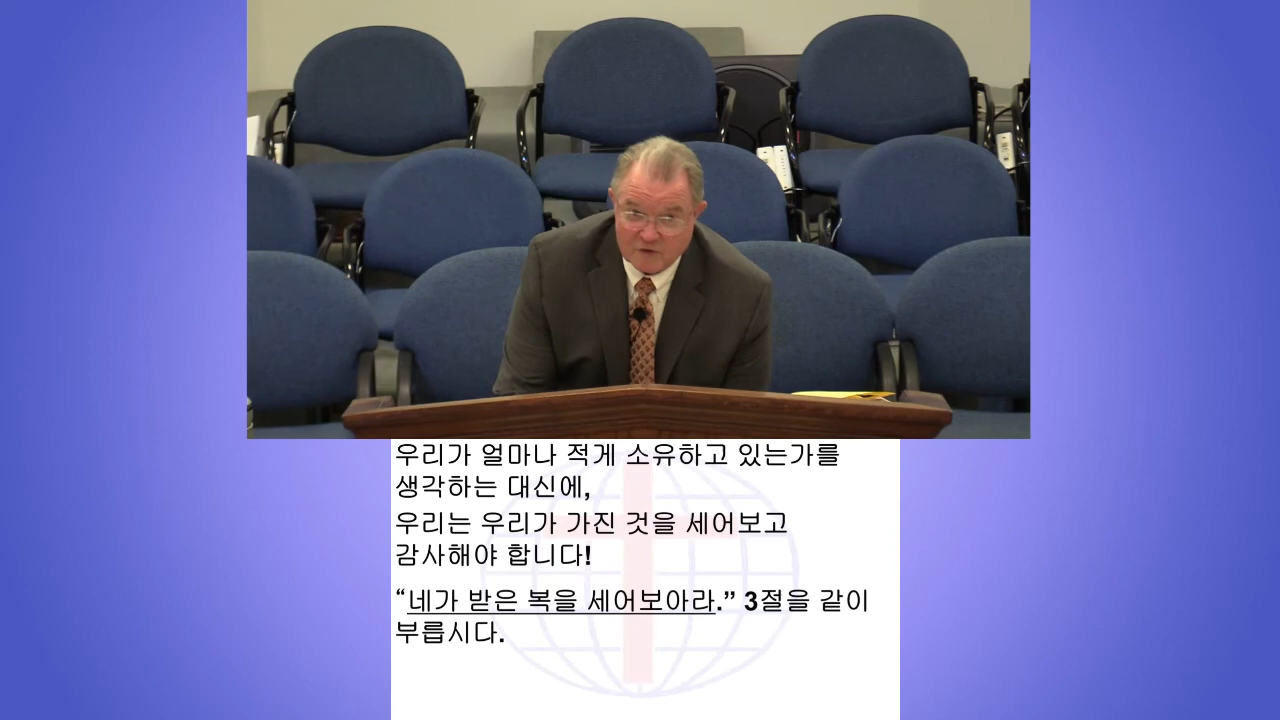 우리가 얼마나 적게 소유하고 있는가를
생각하는 대신에,
우리는 우리가 가진 것을 세어보고
감사해야 합니다!
“네가 받은 복을 세어보아라.” 3절을 같이
부릅시다.